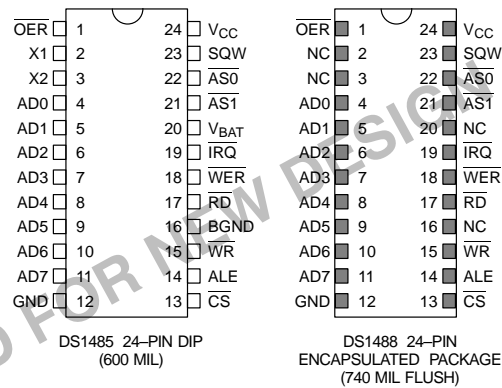 OER 1 24 VCC
X1 2 23 SQW
X2 3 22 AS0
AD0 4 21 AS1
AD1 5 20 VBAT
AD2 6 19 IRQ
AD3 7 18 WER
AD4 8 17 RD
AD5 9 16 BGND
AD6 10 15 WR
AD7 11 14 ALE
GND 12 13 CS
DS1485 24–PIN DIP
(600 MIL)
OER 1 24 VCC
NC 2 23 SQW
NC 3 22 AS0
AD0 4 21 AS1
AD1 5 20 NC
AD2 6 19 IRQ
AD3 7 18 WER
AD4 8 17 RD
AD5 9 16 NC
AD6 10 15 WR
AD7 11 14 ALE
GND 12 13 CS
DS1488 24–PIN
ENCAPSULATED PACKAGE
(740 MIL FLUSH)
D FOR NEW DESIGN